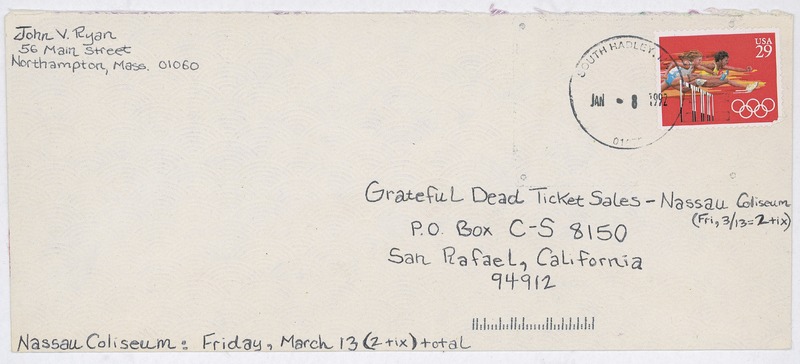 John V. Ryan
56 Main Street
Northampton, Mass. 01060
USA
29
SOUTH HADLEY,
JAN - 8 1992
Grateful Dead Ticket Sales - Nassau Coliseum
(Fri, 3/13 = 2 tix)
P.O. Box C-S 8150
San Rafael, California
94912
Nassau Coliseum: Friday, March 13 (2 tix) total